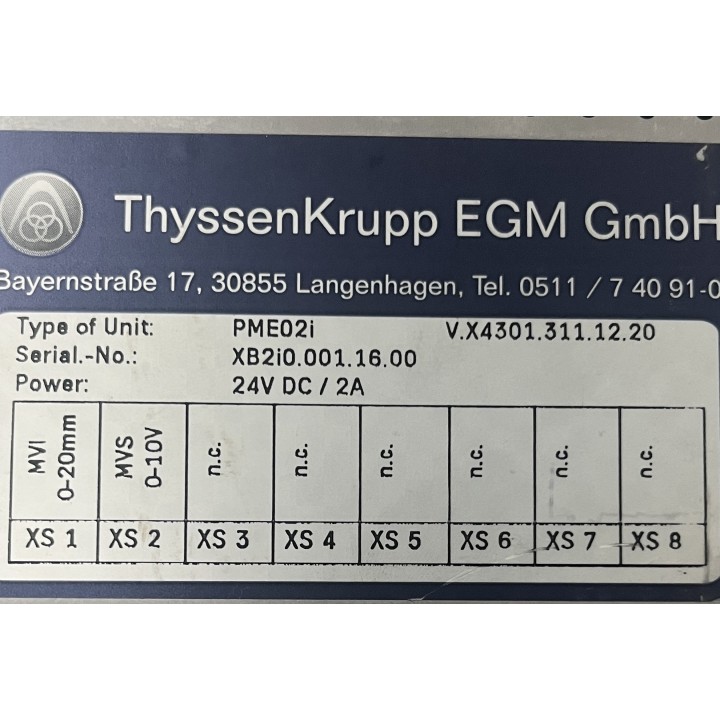 ThyssenKrupp EGM GmbH
Bayernstraße 17, 30855 Langenhagen, Tel. 0511 / 7 40 91-0
Type of Unit: PME02i V.X4301.311.12.20
Serial.-No.: XB2i0.001.16.00
Power: 24V DC / 2A
MVI 0-20mm MVS 0-10V n.c. n.c. n.c. n.c. n.c. n.c.
XS 1 XS 2 XS 3 XS 4 XS 5 XS 6 XS 7 XS 8